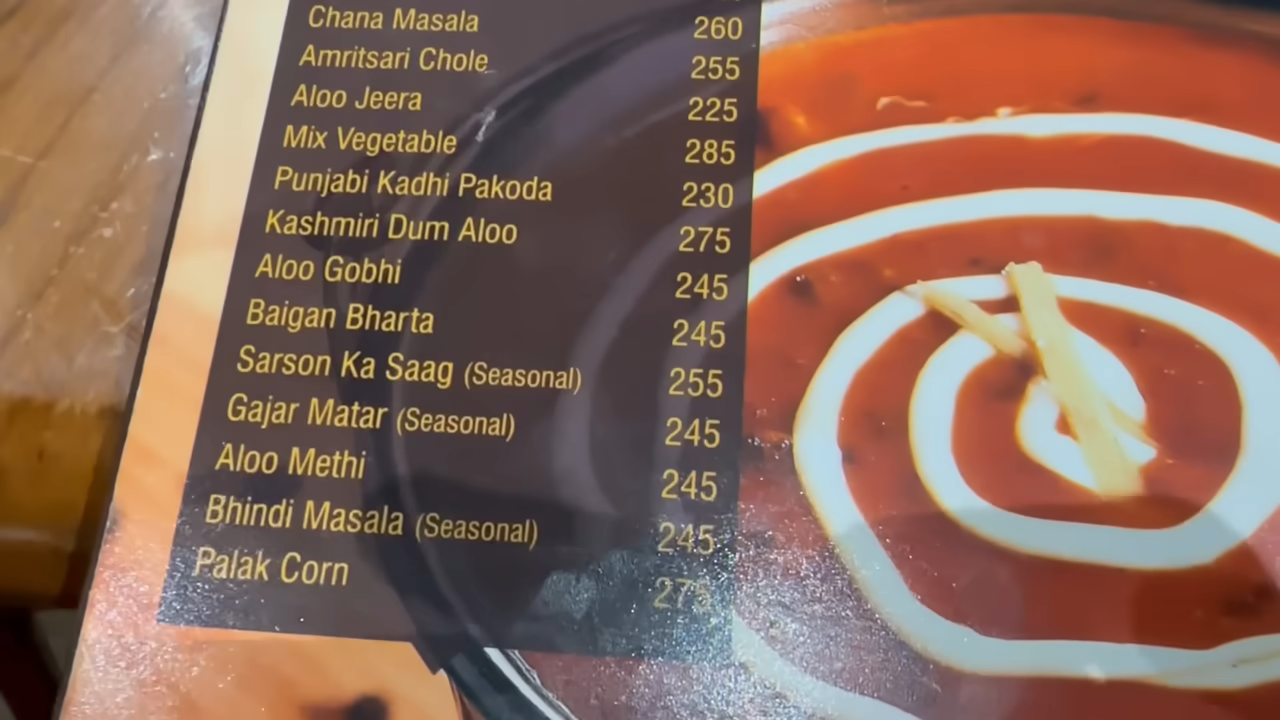 Chana Masala 260
Amritsari Chole 255
Aloo Jeera 225
Mix Vegetable 285
Punjabi Kadhi Pakoda 230
Kashmiri Dum Aloo 275
Aloo Gobhi 245
Baigan Bharta 245
Sarson Ka Saag (Seasonal) 255
Gajar Matar (Seasonal) 245
Aloo Methi 245
Bhindi Masala (Seasonal) 245
Palak Corn 275